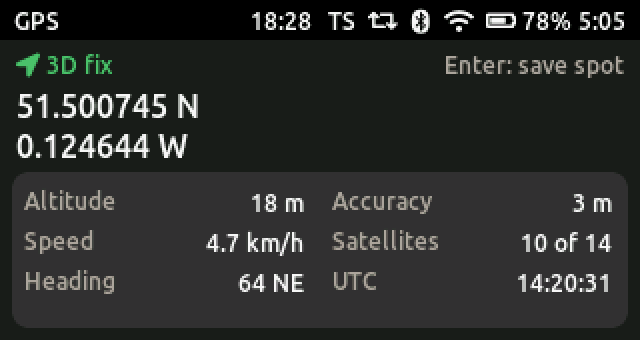 GPS 18:28 TS 78% 5:05
3D fix Enter: save spot
51.500745 N
0.124644 W
Altitude 18 m Accuracy 3 m
Speed 4.7 km/h Satellites 10 of 14
Heading 64 NE UTC 14:20:31